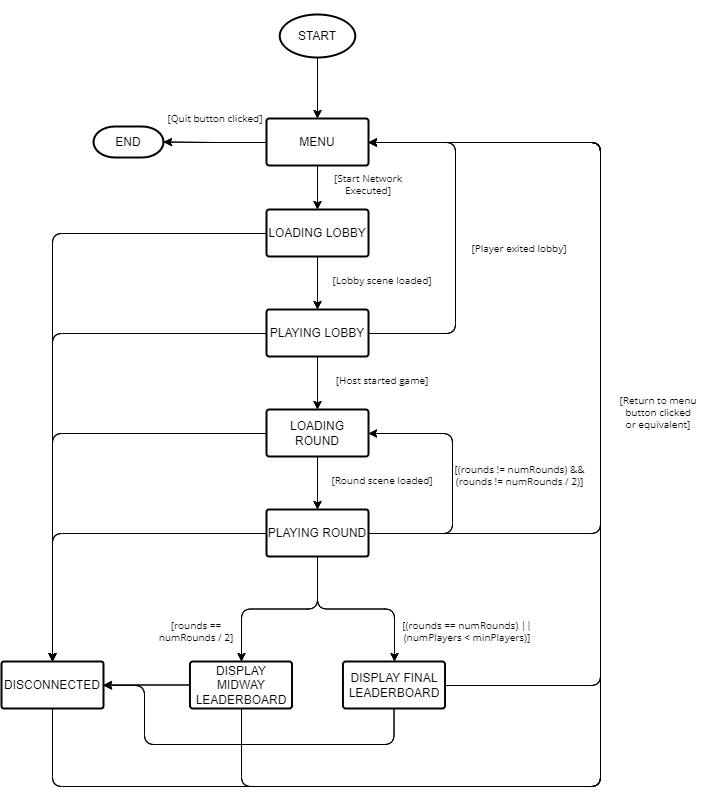 START
[Quit button clicked]
END
MENU
[Start Network
Executed]
LOADING LOBBY
[Player exited lobby]
[Lobby scene loaded]
PLAYING LOBBY
[Host started game]
[Return to menu
button clicked
or equivalent]
LOADING
ROUND
[(rounds != numRounds) &&
(rounds != numRounds / 2)]
[Round scene loaded]
PLAYING ROUND
[rounds ==
numRounds / 2]
[(rounds == numRounds) ||
(numPlayers < minPlayers)]
DISCONNECTED
DISPLAY
MIDWAY
LEADERBOARD
DISPLAY FINAL
LEADERBOARD